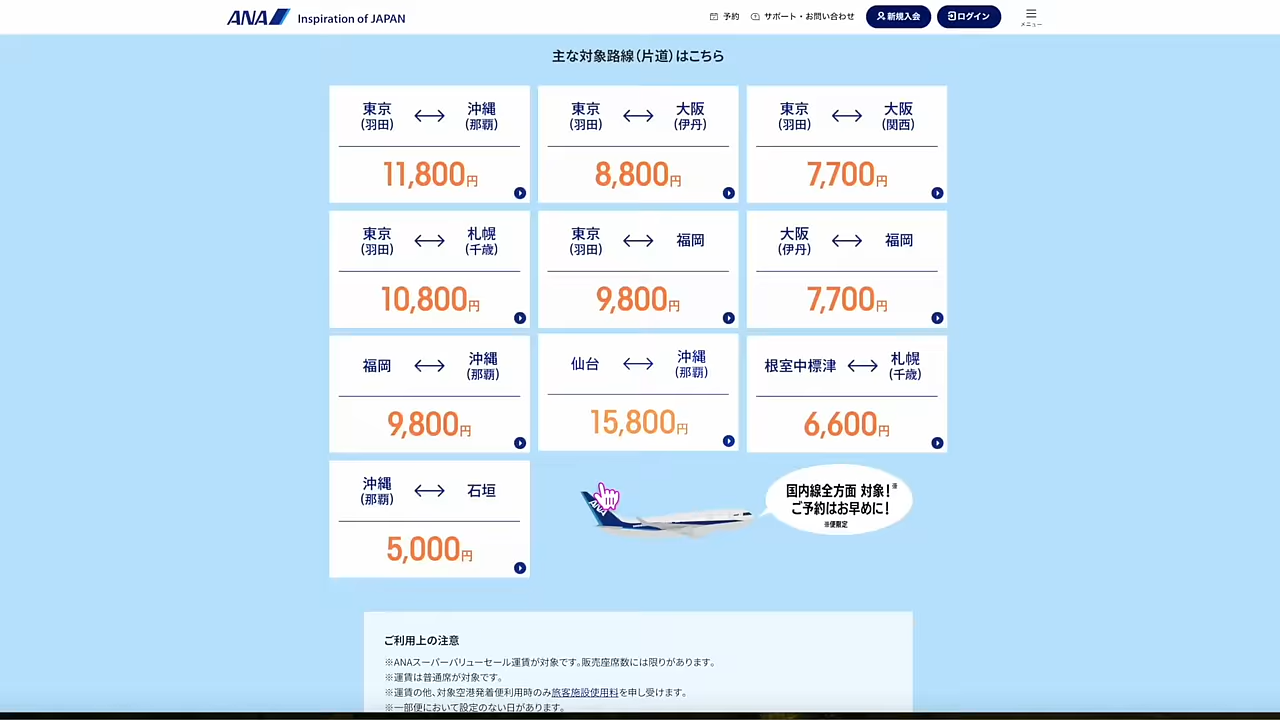 ANA Inspiration of JAPAN
予約
サポート・お問い合わせ
新規入会
ログイン
メニュー
主な対象路線(片道)はこちら
東京 沖縄
(羽田) (那覇)
11,800円
東京 大阪
(羽田) (伊丹)
8,800円
東京 大阪
(羽田) (関西)
7,700円
東京 札幌
(羽田) (千歳)
10,800円
東京 福岡
(羽田)
9,800円
大阪 福岡
(伊丹)
7,700円
福岡 沖縄
(那覇)
9,800円
仙台 沖縄
(那覇)
15,800円
根室中標津 札幌
(千歳)
6,600円
沖縄 石垣
(那覇)
5,000円
ANA
国内線全方面 対象!※
ご予約はお早めに!
※便限定
ご利用上の注意
※ANAスーパーバリューセール運賃が対象です。販売座席数には限りがあります。
※運賃は普通席が対象です。
※運賃の他、対象空港発着便利用時のみ旅客施設使用料を申し受けます。
※一部便において設定のない日があります。